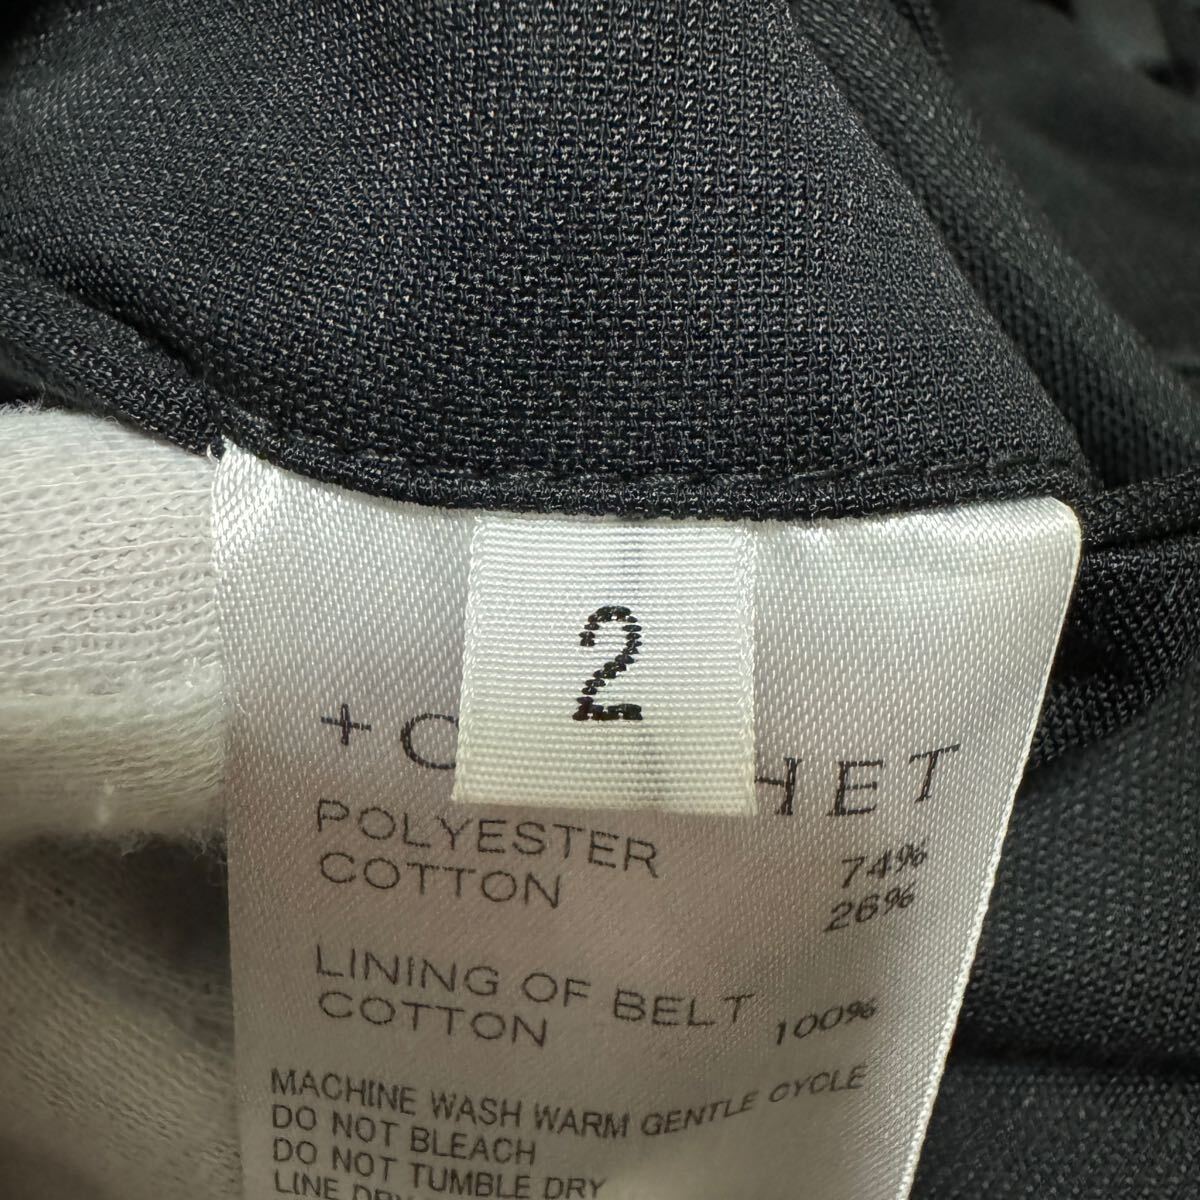 2
+ C HET
POLYESTER 74%
COTTON 26%
LINING OF BELT
COTTON 100%
MACHINE WASH WARM GENTLE CYCLE
DO NOT BLEACH
DO NOT TUMBLE DRY
LINE